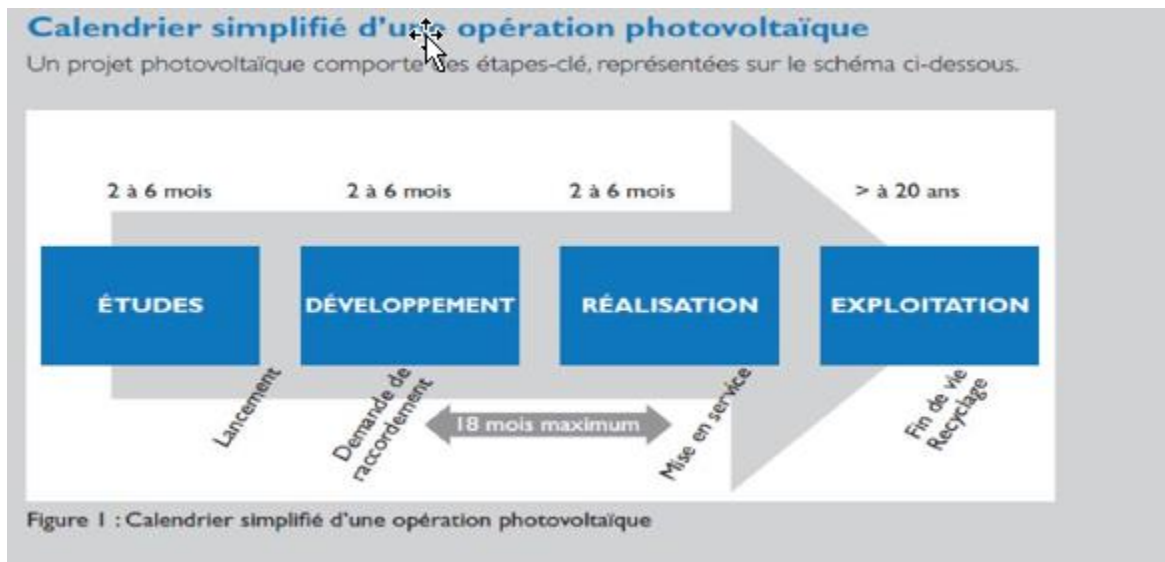 Calendrier simplifié d'une opération photovoltaïque
Un projet photovoltaïque comporte des étapes-clé, représentées sur le schéma ci-dessous.
2 à 6 mois
2 à 6 mois
2 à 6 mois
> à 20 ans
ÉTUDES
DÉVELOPPEMENT
RÉALISATION
EXPLOITATION
Lancement
Demande de
raccordement
18 mois maximum
Mise en service
Fin de vie
Recyclage
Figure 1 : Calendrier simplifié d'une opération photovoltaïque